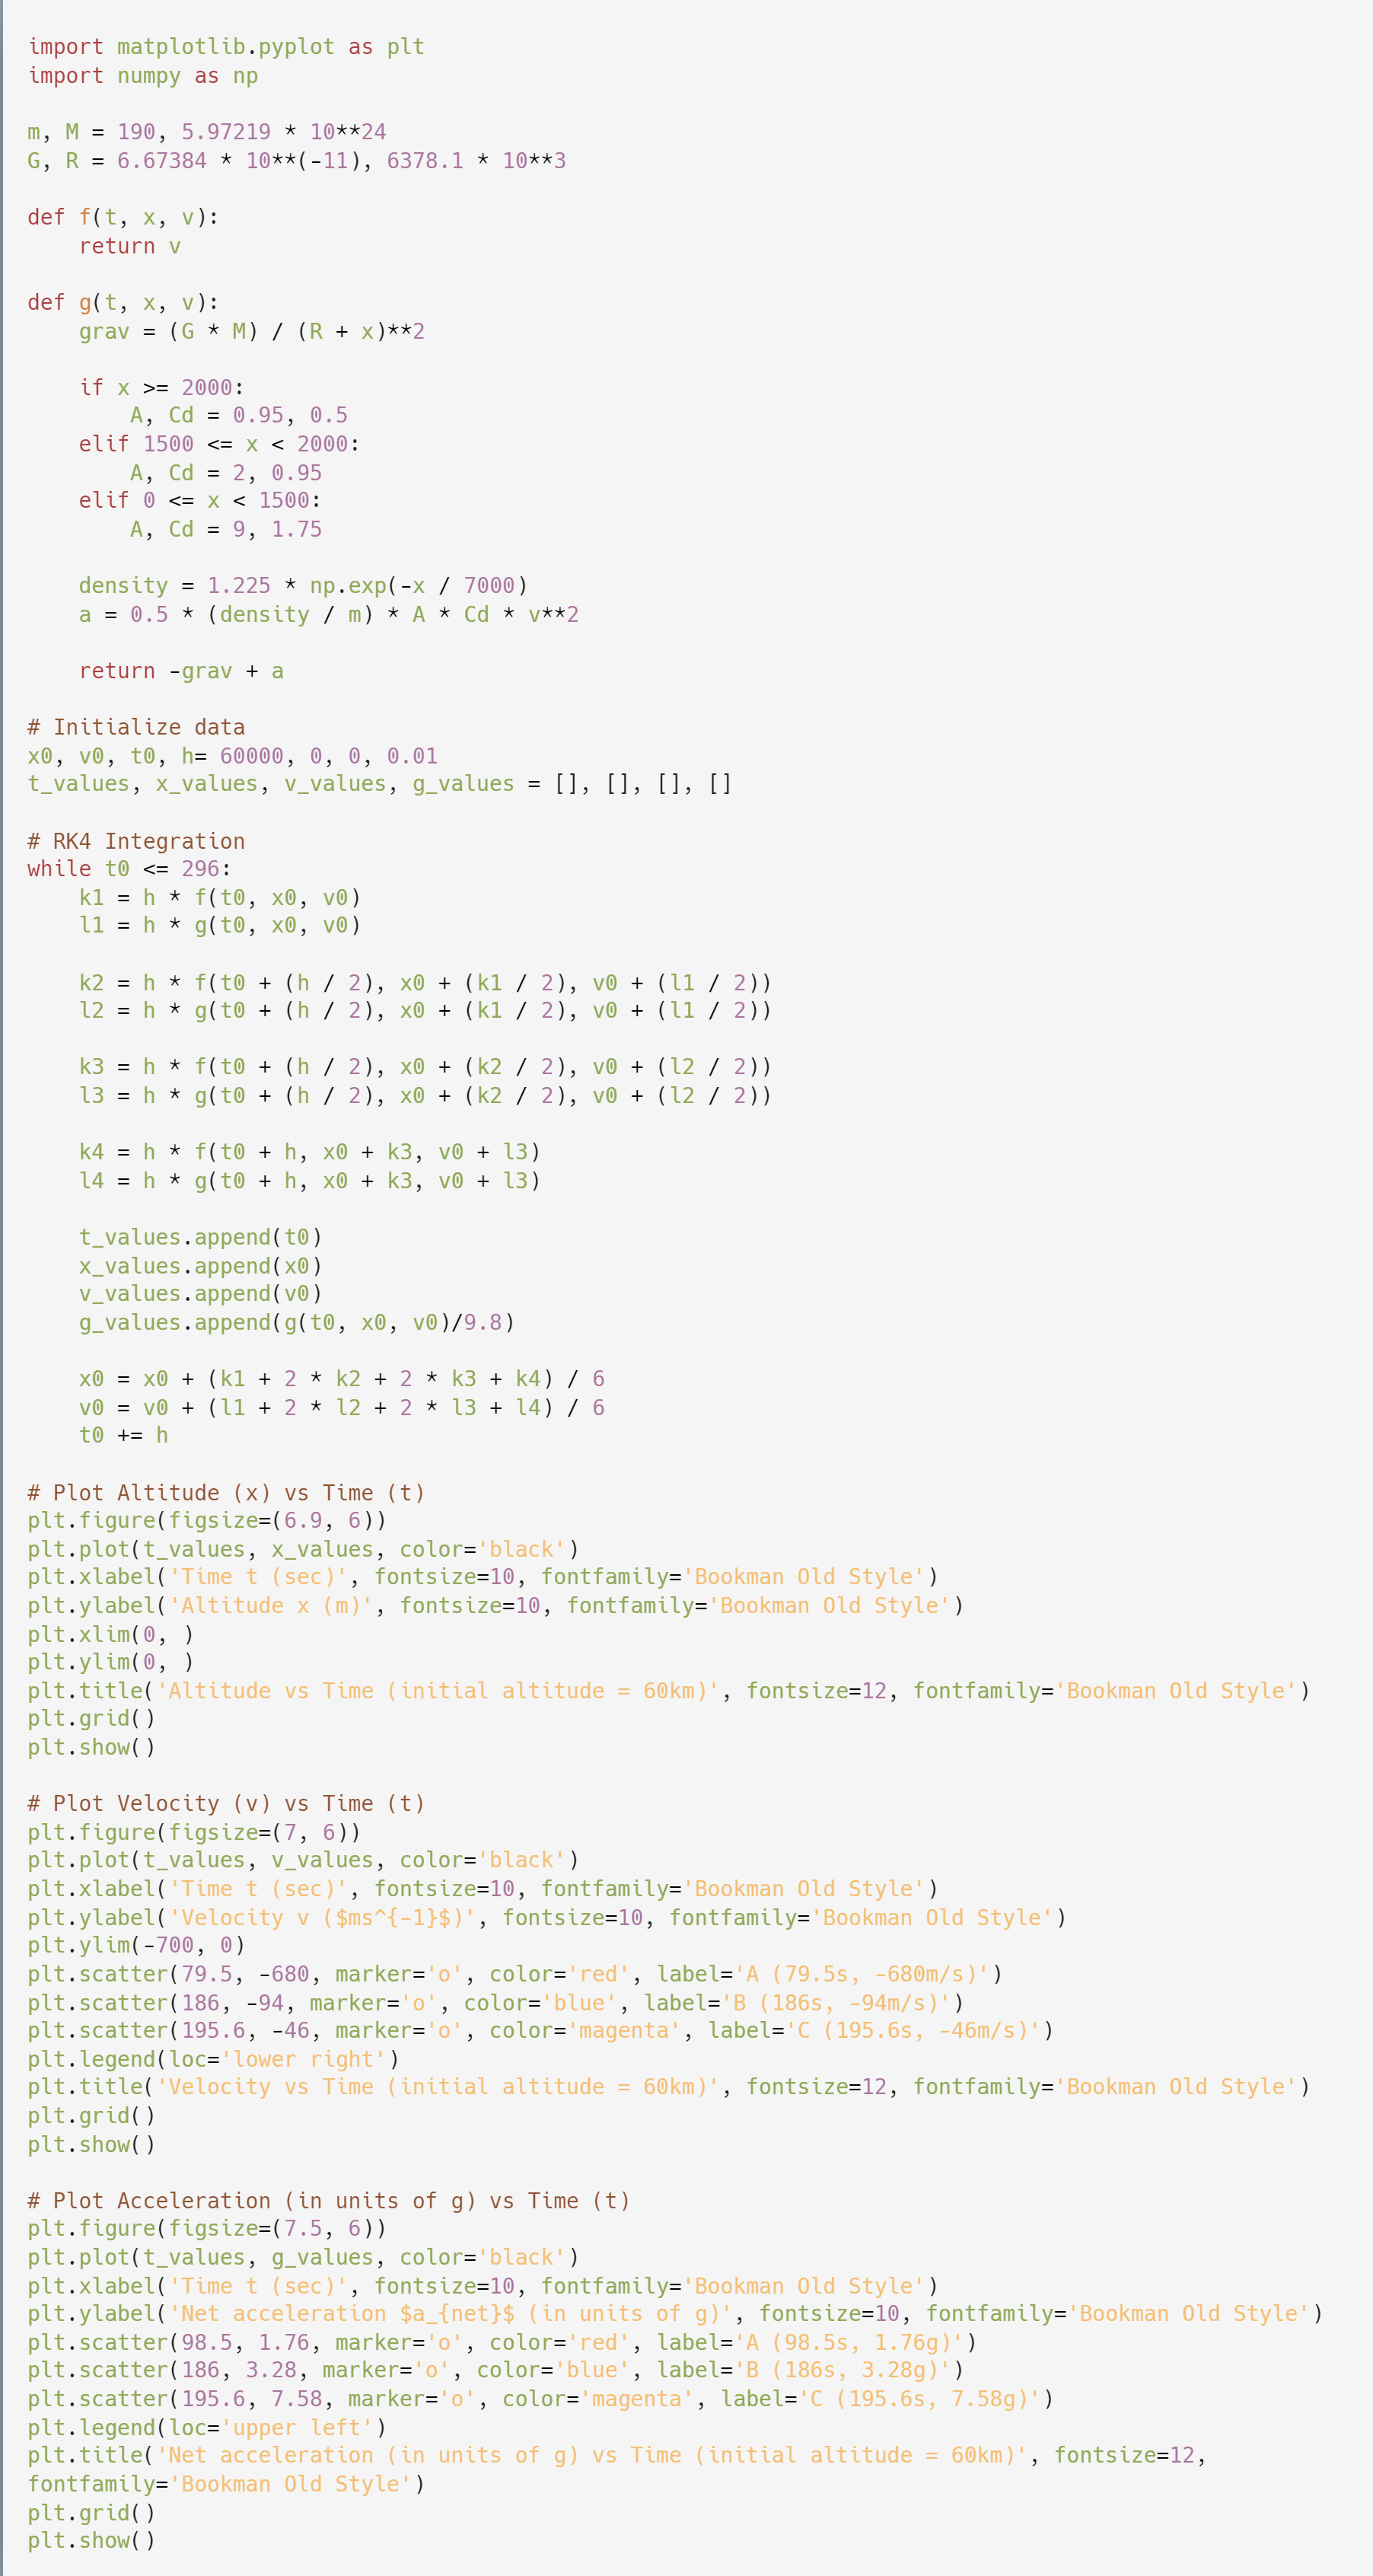 import matplotlib.pyplot as plt
import numpy as np
m, M = 190, 5.97219 * 10**24
G, R = 6.67384 * 10**(-11), 6378.1 * 10**3
def f(t, x, v):
    return v
def g(t, x, v):
    grav = (G * M) / (R + x)**2
    if x >= 2000:
        A, Cd = 0.95, 0.5
    elif 1500 <= x < 2000:
        A, Cd = 2, 0.95
    elif 0 <= x < 1500:
        A, Cd = 9, 1.75
    density = 1.225 * np.exp(-x / 7000)
    a = 0.5 * (density / m) * A * Cd * v**2
    return -grav + a
# Initialize data
x0, v0, t0, h= 60000, 0, 0, 0.01
t_values, x_values, v_values, g_values = [], [], [], []
# RK4 Integration
while t0 <= 296:
    k1 = h * f(t0, x0, v0)
    l1 = h * g(t0, x0, v0)
    k2 = h * f(t0 + (h / 2), x0 + (k1 / 2), v0 + (l1 / 2))
    l2 = h * g(t0 + (h / 2), x0 + (k1 / 2), v0 + (l1 / 2))
    k3 = h * f(t0 + (h / 2), x0 + (k2 / 2), v0 + (l2 / 2))
    l3 = h * g(t0 + (h / 2), x0 + (k2 / 2), v0 + (l2 / 2))
    k4 = h * f(t0 + h, x0 + k3, v0 + l3)
    l4 = h * g(t0 + h, x0 + k3, v0 + l3)
    t_values.append(t0)
    x_values.append(x0)
    v_values.append(v0)
    g_values.append(g(t0, x0, v0)/9.8)
    x0 = x0 + (k1 + 2 * k2 + 2 * k3 + k4) / 6
    v0 = v0 + (l1 + 2 * l2 + 2 * l3 + l4) / 6
    t0 += h
# Plot Altitude (x) vs Time (t)
plt.figure(figsize=(6.9, 6))
plt.plot(t_values, x_values, color='black')
plt.xlabel('Time t (sec)', fontsize=10, fontfamily='Bookman Old Style')
plt.ylabel('Altitude x (m)', fontsize=10, fontfamily='Bookman Old Style')
plt.xlim(0, )
plt.ylim(0, )
plt.title('Altitude vs Time (initial altitude = 60km)', fontsize=12, fontfamily='Bookman Old Style')
plt.grid()
plt.show()
# Plot Velocity (v) vs Time (t)
plt.figure(figsize=(7, 6))
plt.plot(t_values, v_values, color='black')
plt.xlabel('Time t (sec)', fontsize=10, fontfamily='Bookman Old Style')
plt.ylabel('Velocity v ($ms^{-1}$)', fontsize=10, fontfamily='Bookman Old Style')
plt.ylim(-700, 0)
plt.scatter(79.5, -680, marker='o', color='red', label='A (79.5s, -680m/s)')
plt.scatter(186, -94, marker='o', color='blue', label='B (186s, -94m/s)')
plt.scatter(195.6, -46, marker='o', color='magenta', label='C (195.6s, -46m/s)')
plt.legend(loc='lower right')
plt.title('Velocity vs Time (initial altitude = 60km)', fontsize=12, fontfamily='Bookman Old Style')
plt.grid()
plt.show()
# Plot Acceleration (in units of g) vs Time (t)
plt.figure(figsize=(7.5, 6))
plt.plot(t_values, g_values, color='black')
plt.xlabel('Time t (sec)', fontsize=10, fontfamily='Bookman Old Style')
plt.ylabel('Net acceleration $a_{net}$ (in units of g)', fontsize=10, fontfamily='Bookman Old Style')
plt.scatter(98.5, 1.76, marker='o', color='red', label='A (98.5s, 1.76g)')
plt.scatter(186, 3.28, marker='o', color='blue', label='B (186s, 3.28g)')
plt.scatter(195.6, 7.58, marker='o', color='magenta', label='C (195.6s, 7.58g)')
plt.legend(loc='upper left')
plt.title('Net acceleration (in units of g) vs Time (initial altitude = 60km)', fontsize=12,
fontfamily='Bookman Old Style')
plt.grid()
plt.show()